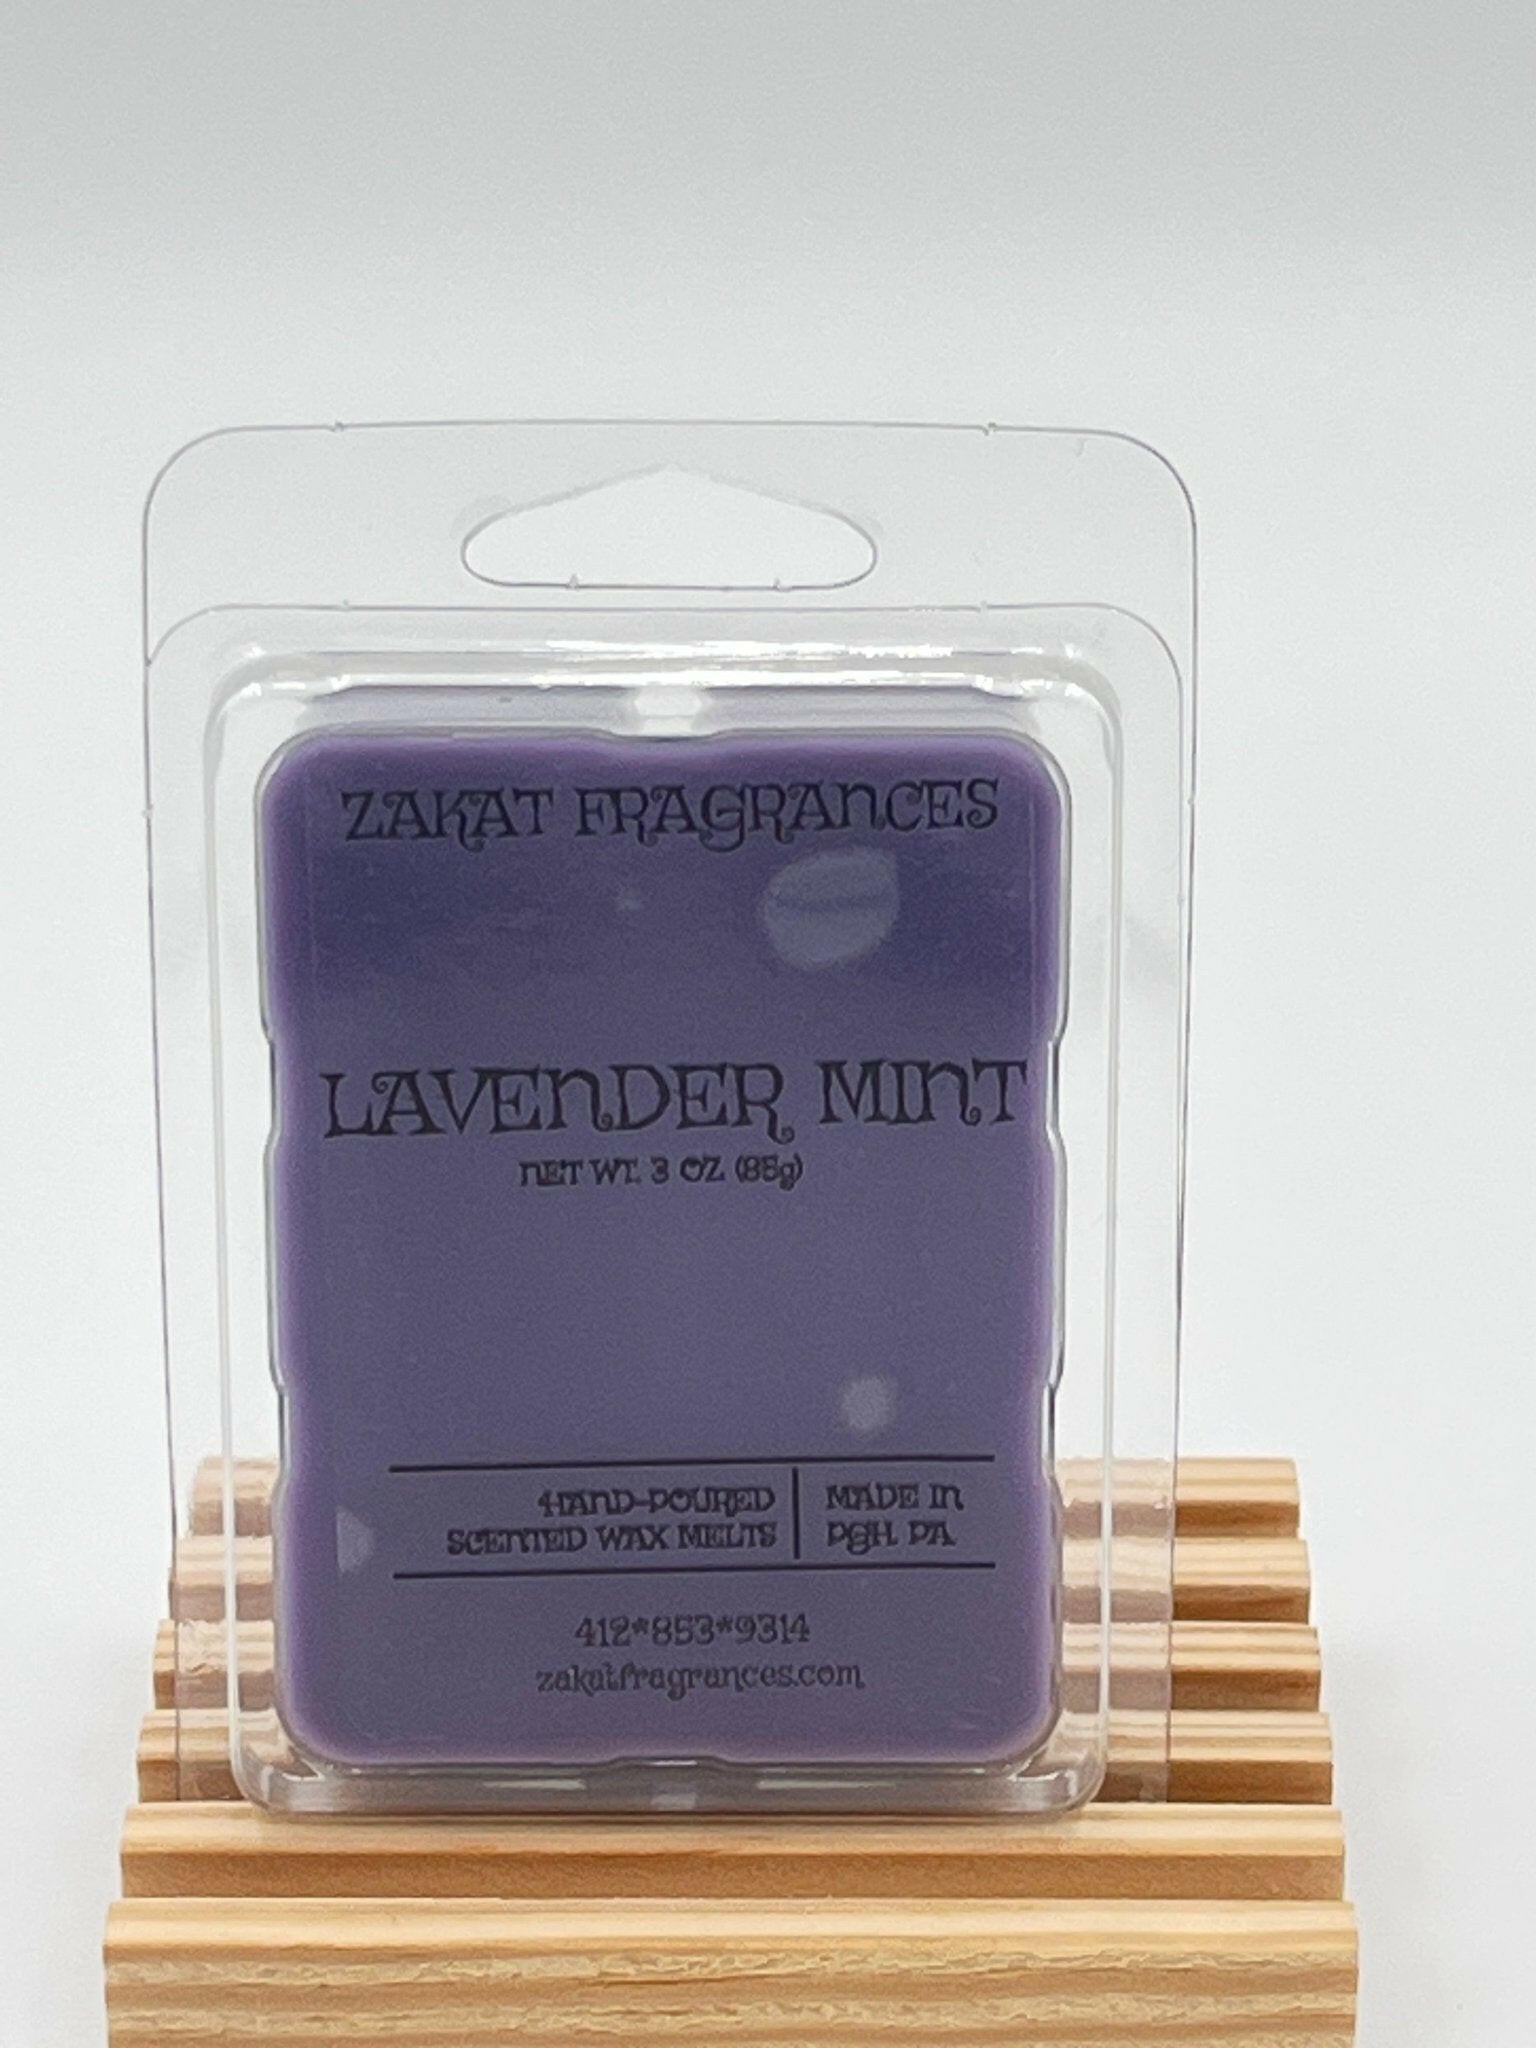 ZAKAT FRAGRANCES
LAVENDER MINT
NET WT. 3 OZ (85g)
HAND-POURED
SCENTED WAX MELTS
MADE IN
PGH. PA
412*853*9314
zakatfragrances.com